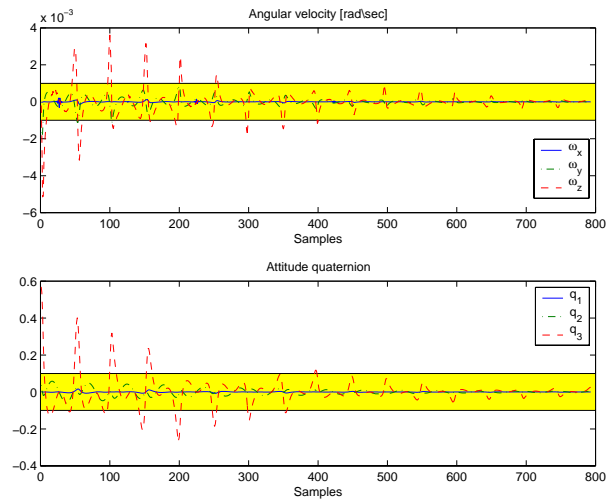 4 x 10^-3
Angular velocity [rad\sec]
2
0
-2
-4
-6
ω_x
ω_y
ω_z
0 100 200 300 400 500 600 700 800
Samples
Attitude quaternion
0.6
0.4
0.2
0
-0.2
-0.4
q_1
q_2
q_3
0 100 200 300 400 500 600 700 800
Samples